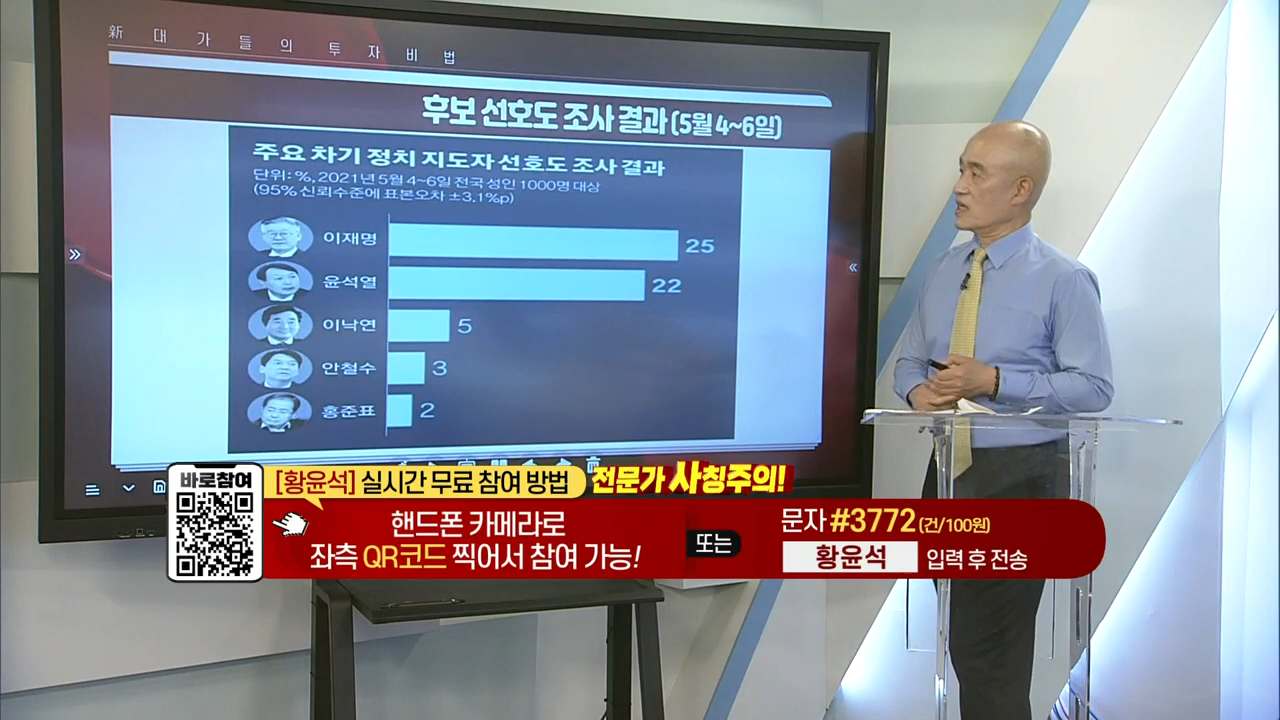 新 대 가 들 의 투 자 비 법
후보 선호도 조사 결과 (5월 4~6일)
주요 차기 정치 지도자 선호도 조사 결과
단위: %, 2021년 5월 4~6일 전국 성인 1000명 대상
(95% 신뢰수준에 표본오차 ±3.1%p)
이재명 25
윤석열 22
이낙연 5
안철수 3
홍준표 2
바로참여
[황윤석] 실시간 무료 참여 방법
전문가 사칭주의!
핸드폰 카메라로
좌측 QR코드 찍어서 참여 가능!
또는
문자 #3772 (건/100원)
황윤석 입력 후 전송